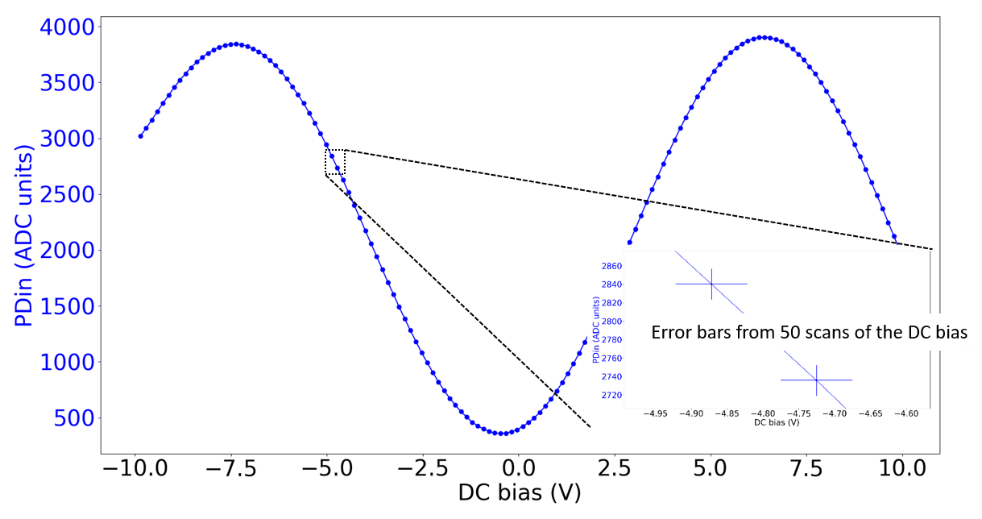 4000
3500
3000
2500
2000
1500
1000
500
PDin (ADC units)
−10.0 −7.5 −5.0 −2.5 0.0 2.5 5.0 7.5 10.0
DC bias (V)
2860
2840
2820
2800
2780
2760
2740
2720
PDin (ADC units)
Error bars from 50 scans of the DC bias
−4.95 −4.90 −4.85 −4.80 −4.75 −4.70 −4.65 −4.60
DC bias (V)